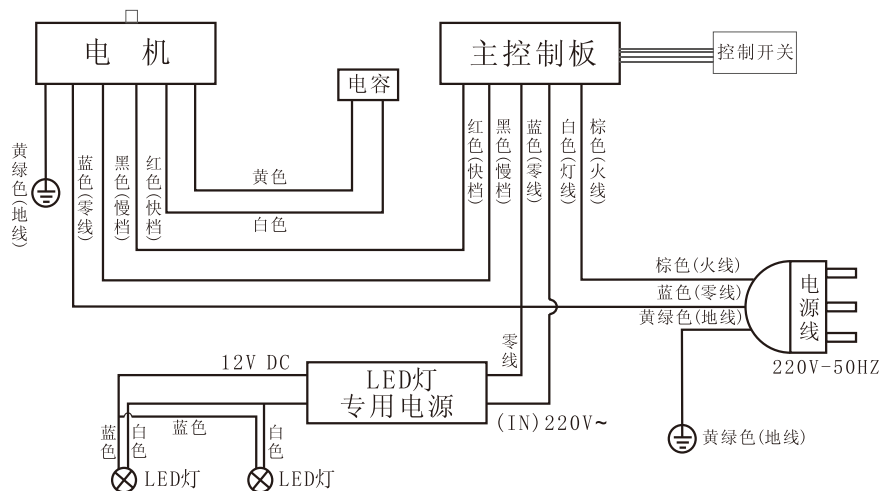 电 机
主控制板
控制开关
电容
黄绿色(地线)
蓝色(零线)
黑色(慢档)
红色(快档)
黄色
白色
红色(快档)
黑色(慢档)
蓝色(零线)
白色(灯线)
棕色(火线)
棕色(火线)
蓝色(零线)
黄绿色(地线)
电源线
220V-50HZ
零线
12V DC
LED灯
专用电源
(IN)220V~
蓝色
白色
蓝色
白色
LED灯
LED灯
黄绿色(地线)